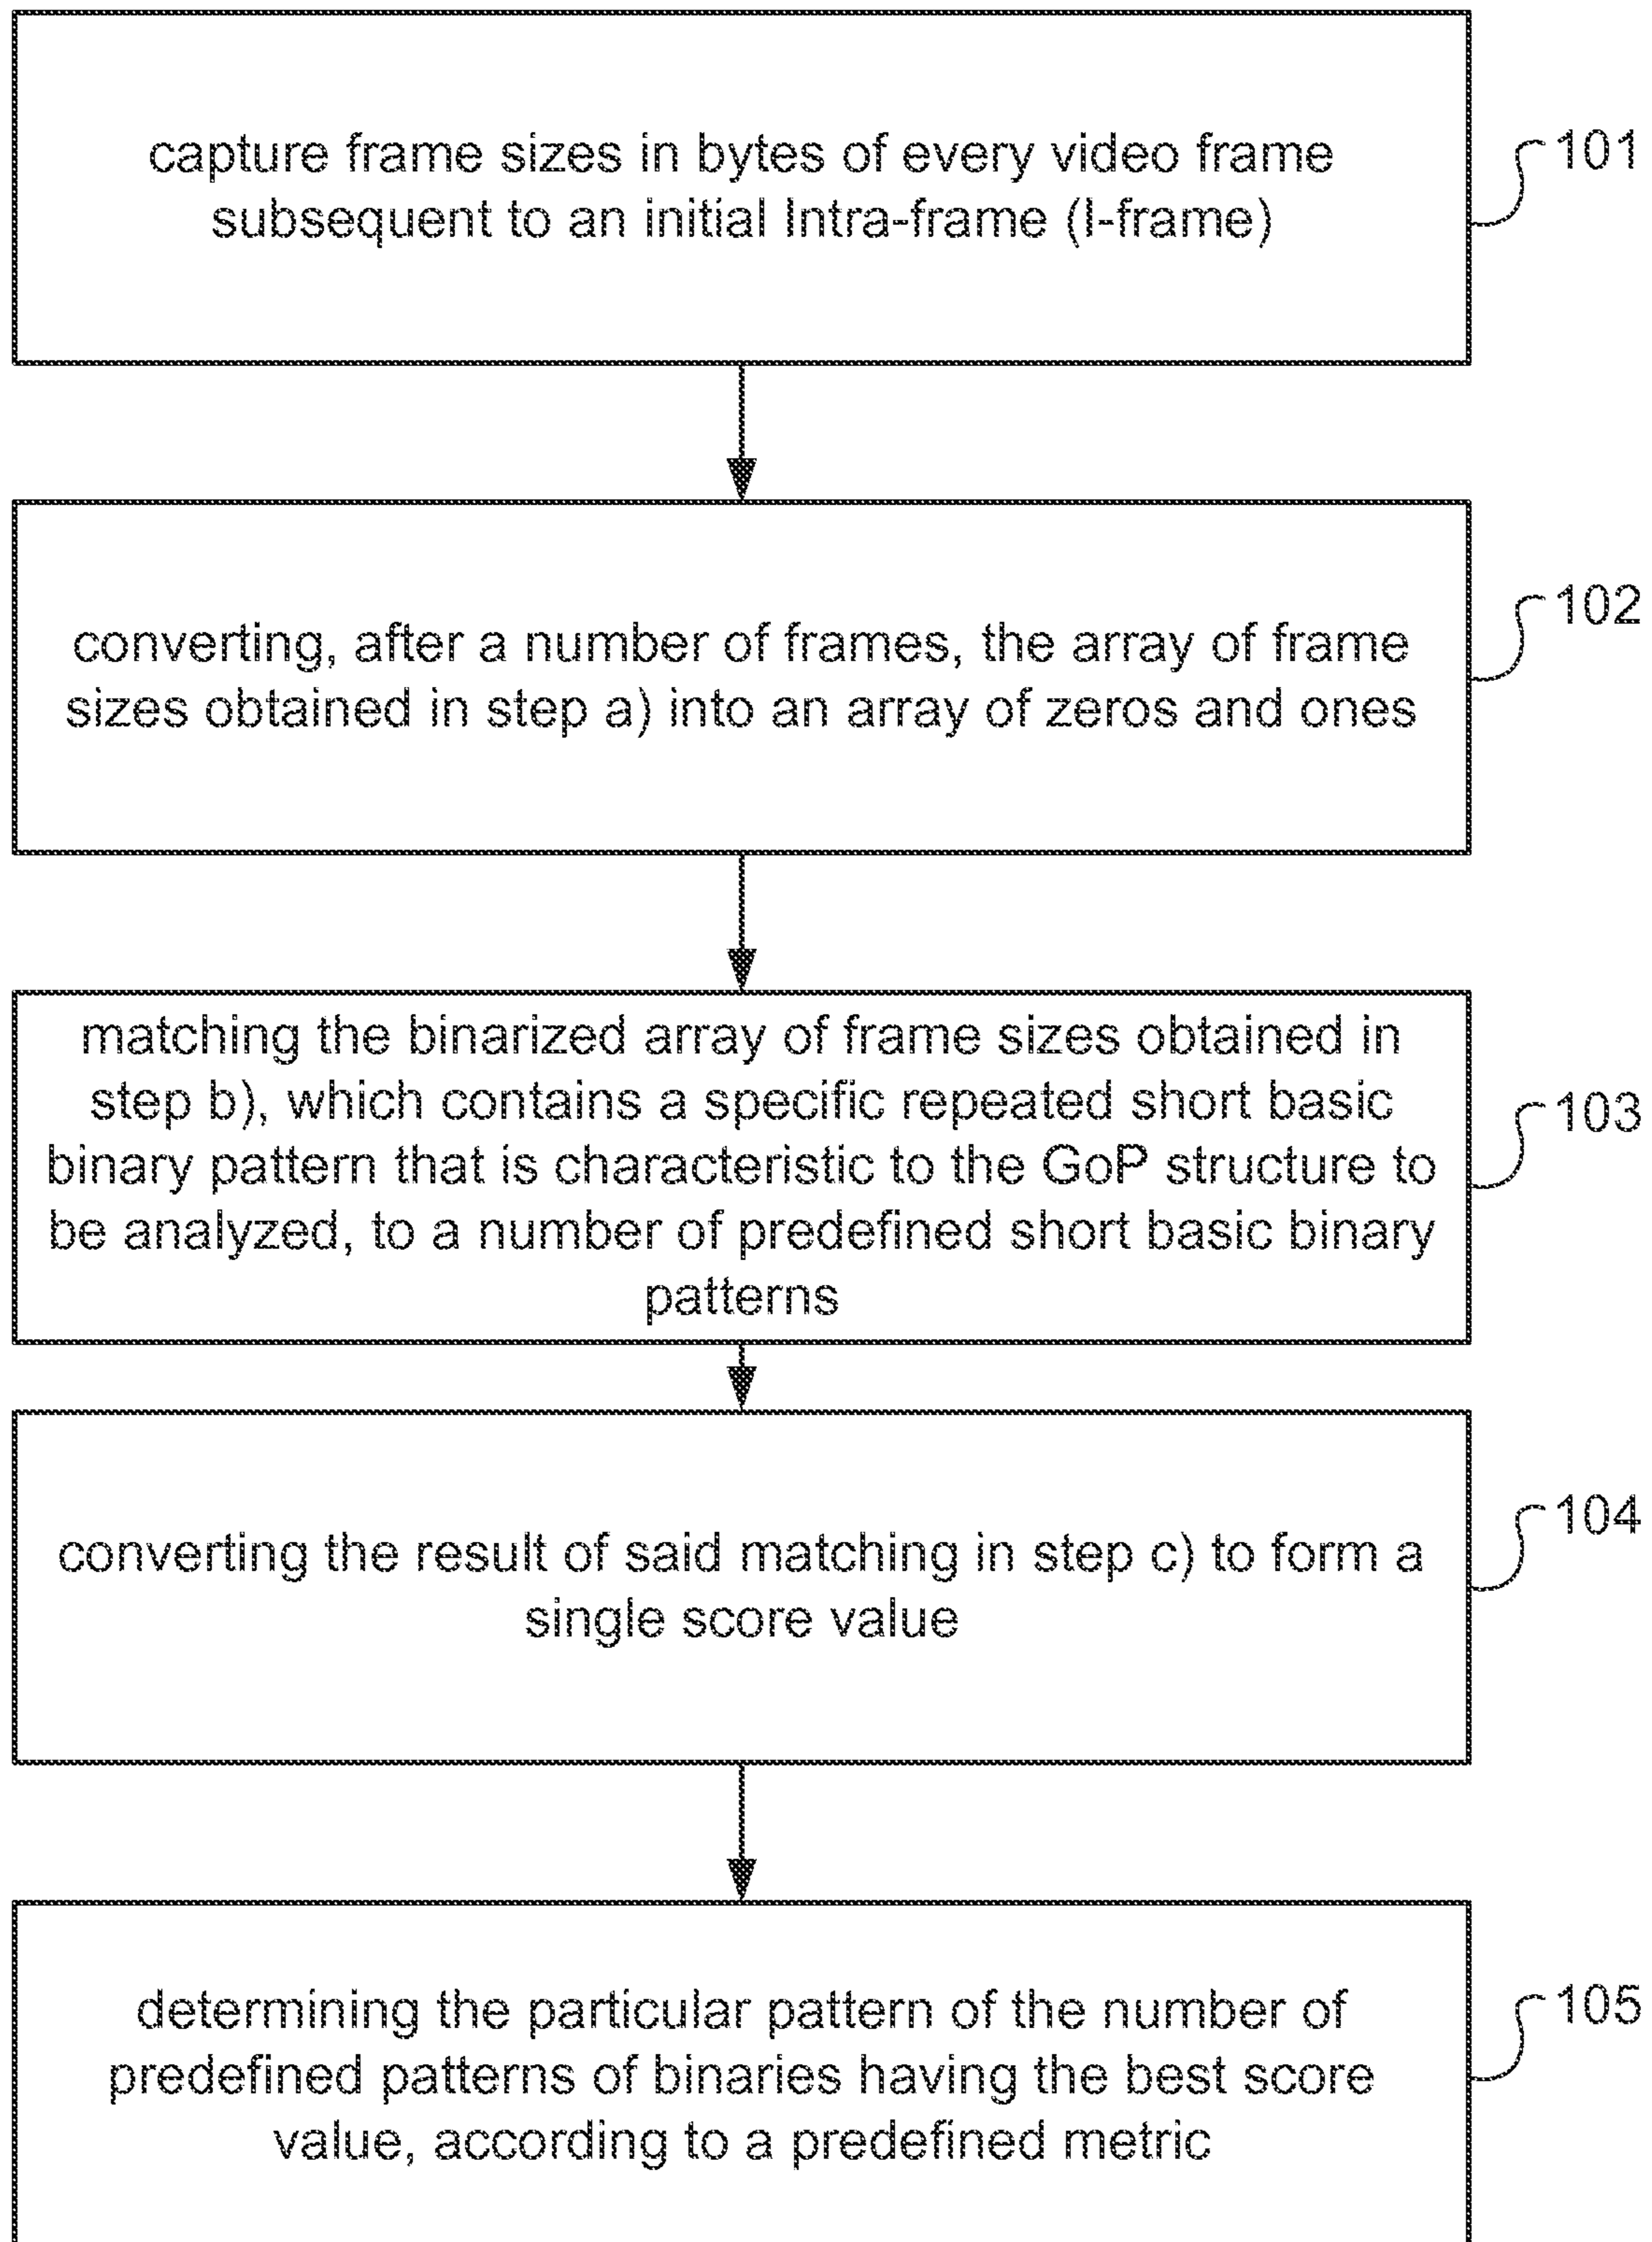 capture frame sizes in bytes of every video frame
subsequent to an initial Intra-frame (I-frame)
101
converting, after a number of frames, the array of frame
sizes obtained in step a) into an array of zeros and ones
102
matching the binarized array of frame sizes obtained in
step b), which contains a specific repeated short basic
binary pattern that is characteristic to the GoP structure to
be analyzed, to a number of predefined short basic binary
patterns
103
converting the result of said matching in step c) to form a
single score value
104
determining the particular pattern of the number of
predefined patterns of binaries having the best score
value, according to a predefined metric
105